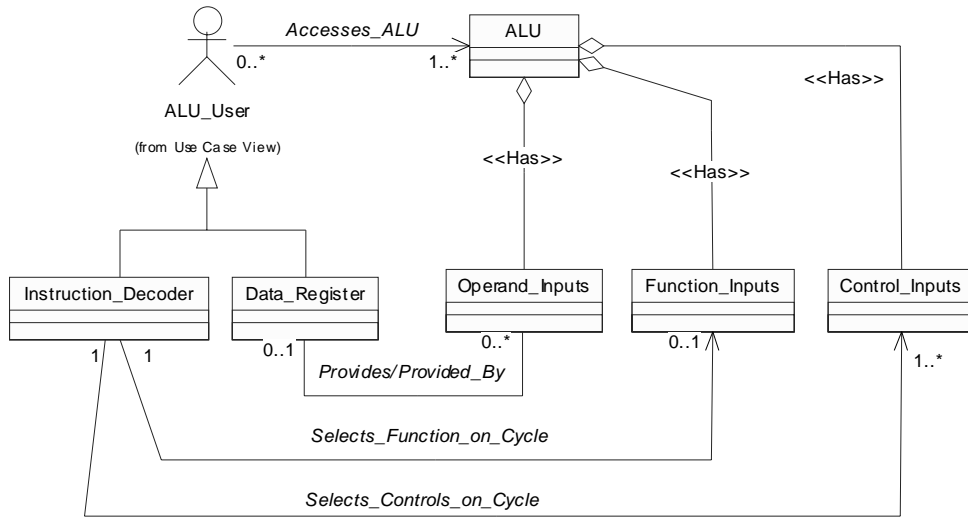 Accesses_ALU
ALU
0..*
1..*
<<Has>>
ALU_User
(from Use Case View)
<<Has>>
<<Has>>
Instruction_Decoder
Data_Register
Operand_Inputs
Function_Inputs
Control_Inputs
1
1
0..1
0..*
0..1
1..*
Provides/Provided_By
Selects_Function_on_Cycle
Selects_Controls_on_Cycle